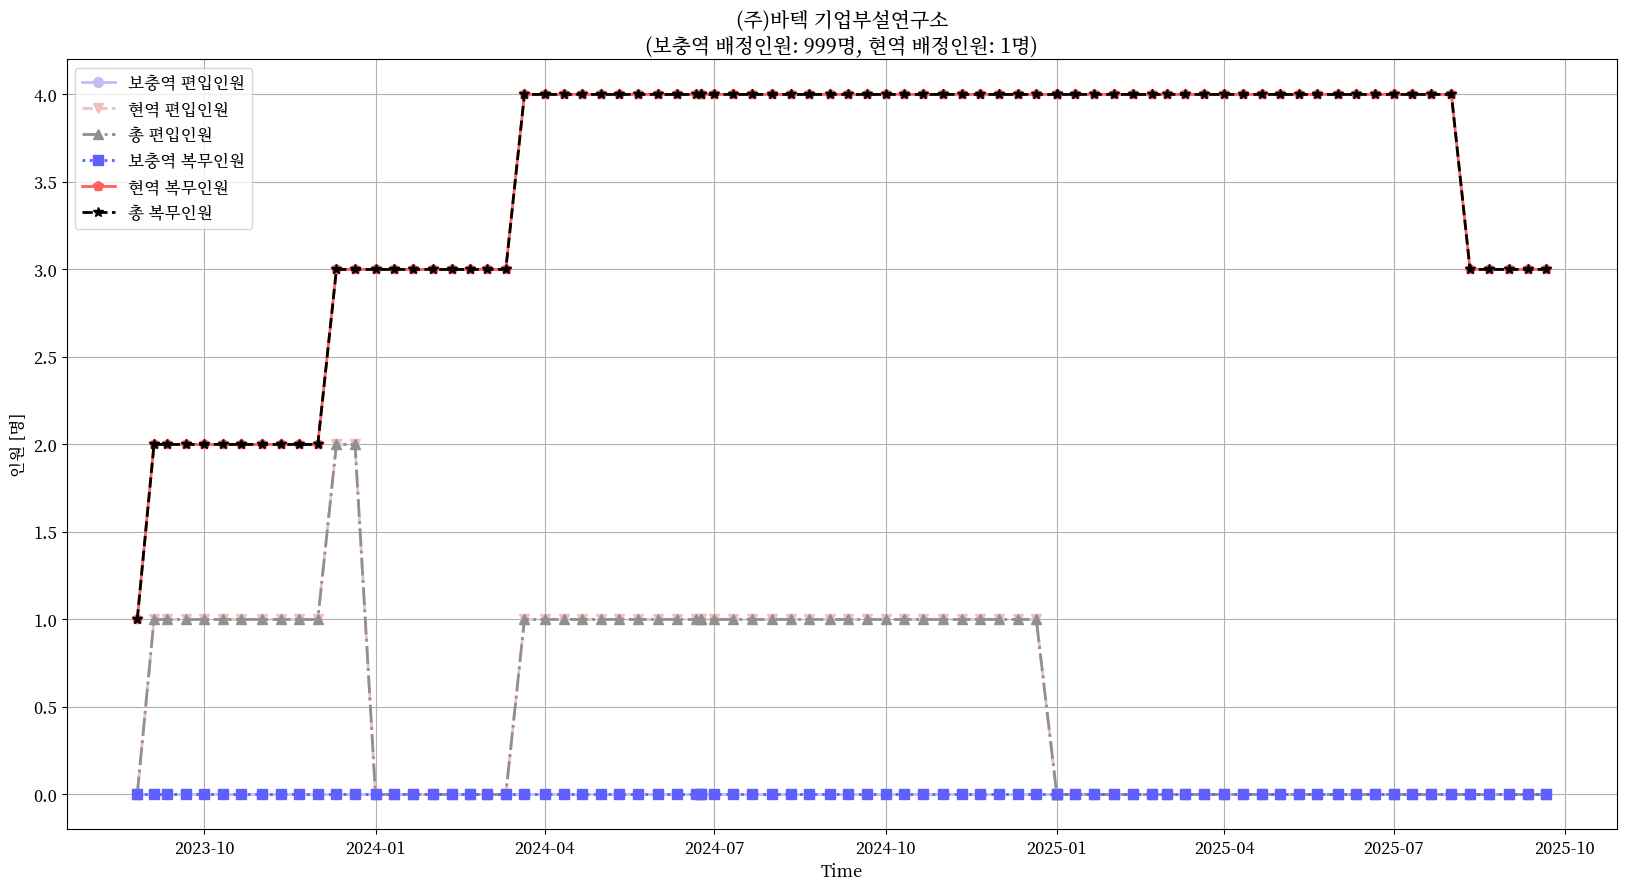 (주)바텍 기업부설연구소
(보충역 배정인원: 999명, 현역 배정인원: 1명)
보충역 편입인원
현역 편입인원
총 편입인원
보충역 복무인원
현역 복무인원
총 복무인원
4.0
3.5
3.0
2.5
2.0
1.5
1.0
0.5
0.0
인원 [명]
2023-10 2024-01 2024-04 2024-07 2024-10 2025-01 2025-04 2025-07 2025-10
Time